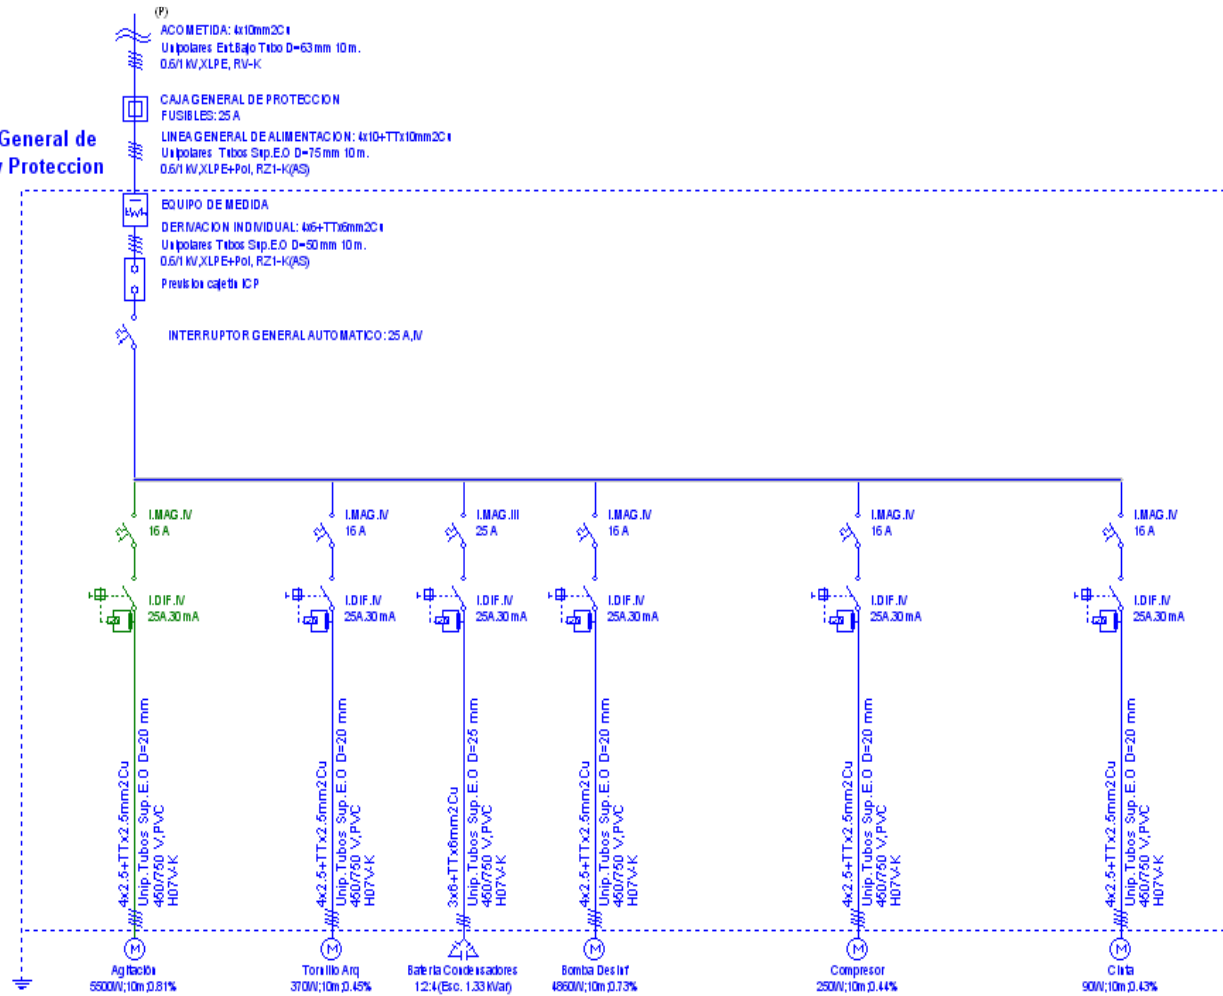 (P)
ACOMETIDA: 4x10mm2Cu
Unipolares Ent.Bajo Tubo D=63mm 10m.
0.6/1 kV,XLPE, RV-K
CAJA GENERAL DE PROTECCION
FUSIBLES: 25 A
General de
y Proteccion
LINEA GENERAL DE ALIMENTACION: 4x10+TTx10mm2Cu
Unipolares Tubos Sup.E.O D=75mm 10m.
0.6/1 kV,XLPE+Pol, RZ1-K(AS)
EQUIPO DE MEDIDA
DERIVACION INDIVIDUAL: 4x6+TTx6mm2Cu
Unipolares Tubos Sup.E.O D=50mm 10m.
0.6/1 kV,XLPE+Pol, RZ1-K(AS)
Prevision cajetin ICP
INTERRUPTOR GENERAL AUTOMATICO: 25 A,IV
I.MAG.IV
16 A
I.MAG.IV
16 A
I.MAG.III
25 A
I.MAG.IV
16 A
I.MAG.IV
16 A
I.MAG.IV
16 A
I.DIF.IV
25A.30mA
I.DIF.IV
25A.30mA
I.DIF.IV
25A.30mA
I.DIF.IV
25A.30mA
I.DIF.IV
25A.30mA
I.DIF.IV
25A.30mA
4x2.5+TTx2.5mm2Cu
Unip.Tubos Sup.E.O D=20 mm
450/750 V,PVC
H07V-K
4x2.5+TTx2.5mm2Cu
Unip.Tubos Sup.E.O D=20 mm
450/750 V,PVC
H07V-K
3x6+TTx6mm2Cu
Unip.Tubos Sup.E.O D=25 mm
450/750 V,PVC
H07V-K
4x2.5+TTx2.5mm2Cu
Unip.Tubos Sup.E.O D=20 mm
450/750 V,PVC
H07V-K
4x2.5+TTx2.5mm2Cu
Unip.Tubos Sup.E.O D=20 mm
450/750 V,PVC
H07V-K
4x2.5+TTx2.5mm2Cu
Unip.Tubos Sup.E.O D=20 mm
450/750 V,PVC
H07V-K
M
M
M
M
M
Agitación
5500W;10m;0.81%
Tornillo Arq
370W;10m;0.45%
Bateria Condensadores
1:2:4(Esc. 1.33 kVar)
Bomba Desinf
4860W;10m;0.73%
Compresor
250W;10m;0.44%
Cinta
90W;10m;0.43%